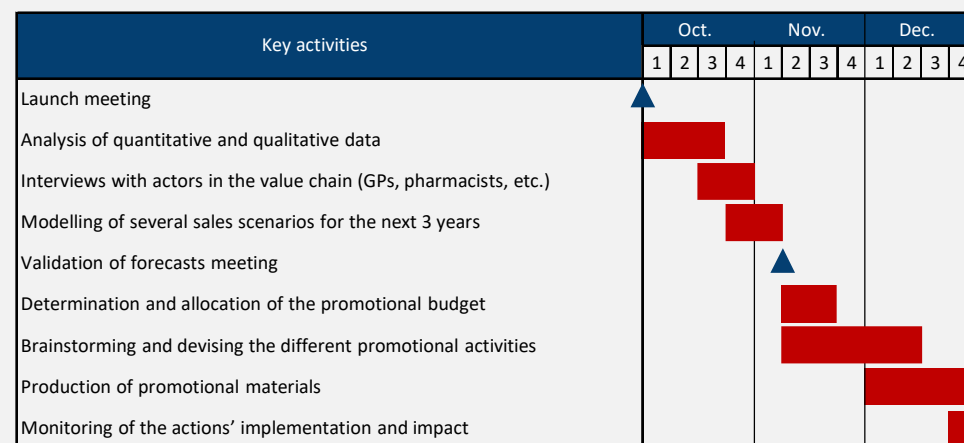 Key activities
Oct. Nov. Dec.
1 2 3 4 1 2 3 4 1 2 3 4
Launch meeting
Analysis of quantitative and qualitative data
Interviews with actors in the value chain (GPs, pharmacists, etc.)
Modelling of several sales scenarios for the next 3 years
Validation of forecasts meeting
Determination and allocation of the promotional budget
Brainstorming and devising the different promotional activities
Production of promotional materials
Monitoring of the actions’ implementation and impact